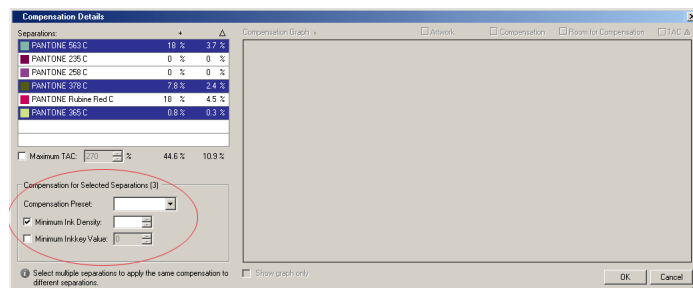 Compensation Details
Separations: + Δ
PANTONE 563 C 18 % 3.7 %
PANTONE 235 C 0 % 0 %
PANTONE 258 C 0 % 0 %
PANTONE 378 C 7.8 % 2.4 %
PANTONE Rubine Red C 18 % 4.5 %
PANTONE 365 C 0.8 % 0.3 %
Maximum TAC: 270 % 44.6 % 10.9 %
Compensation for Selected Separations (3)
Compensation Preset:
Minimum Ink Density:
Minimum Inkkey Value: 0
Select multiple separations to apply the same compensation to
different separations.
Compensation Graph + Artwork Compensation Room for Compensation TAC
Show graph only
OK Cancel